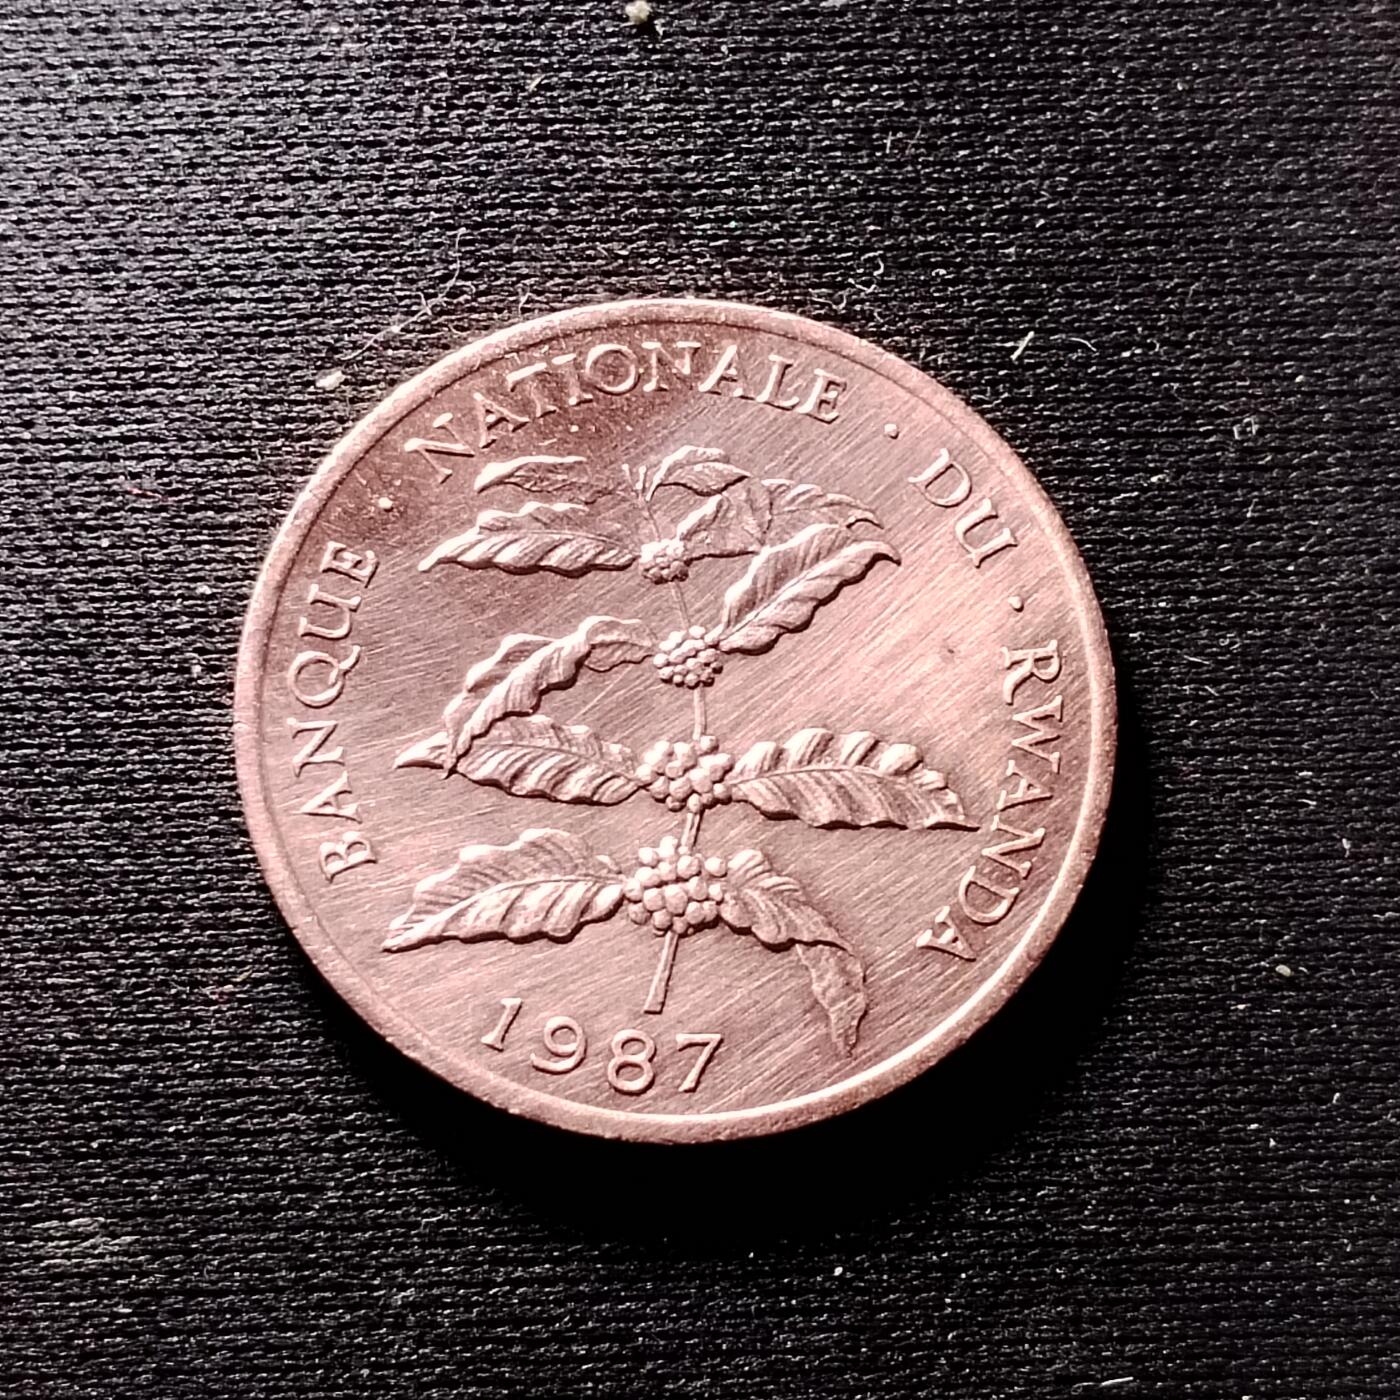 BANQUE · NATIONALE · DU · RWANDA
1987